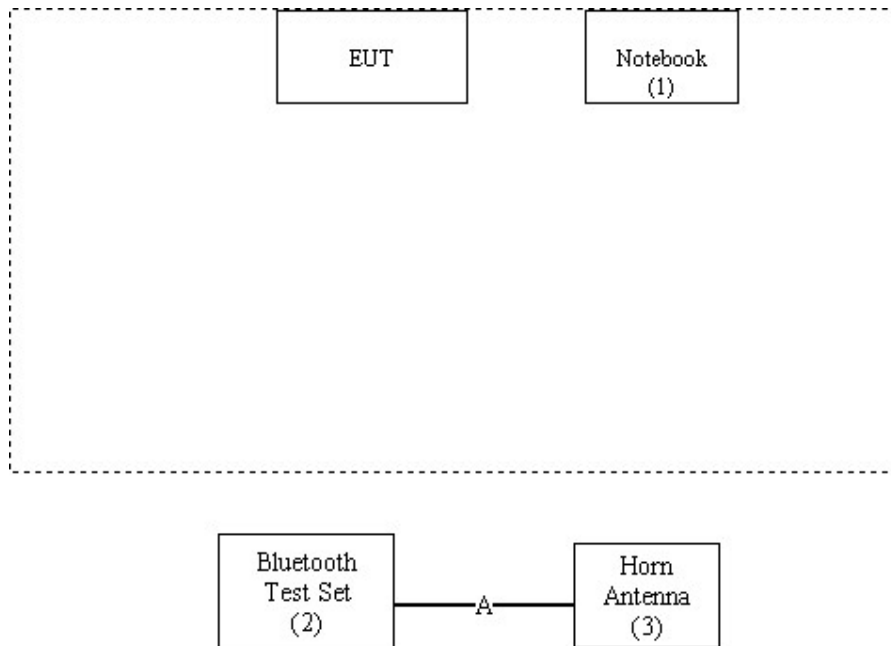 EUT
Notebook
(1)
Bluetooth
Test Set
(2)
A
Horn
Antenna
(3)